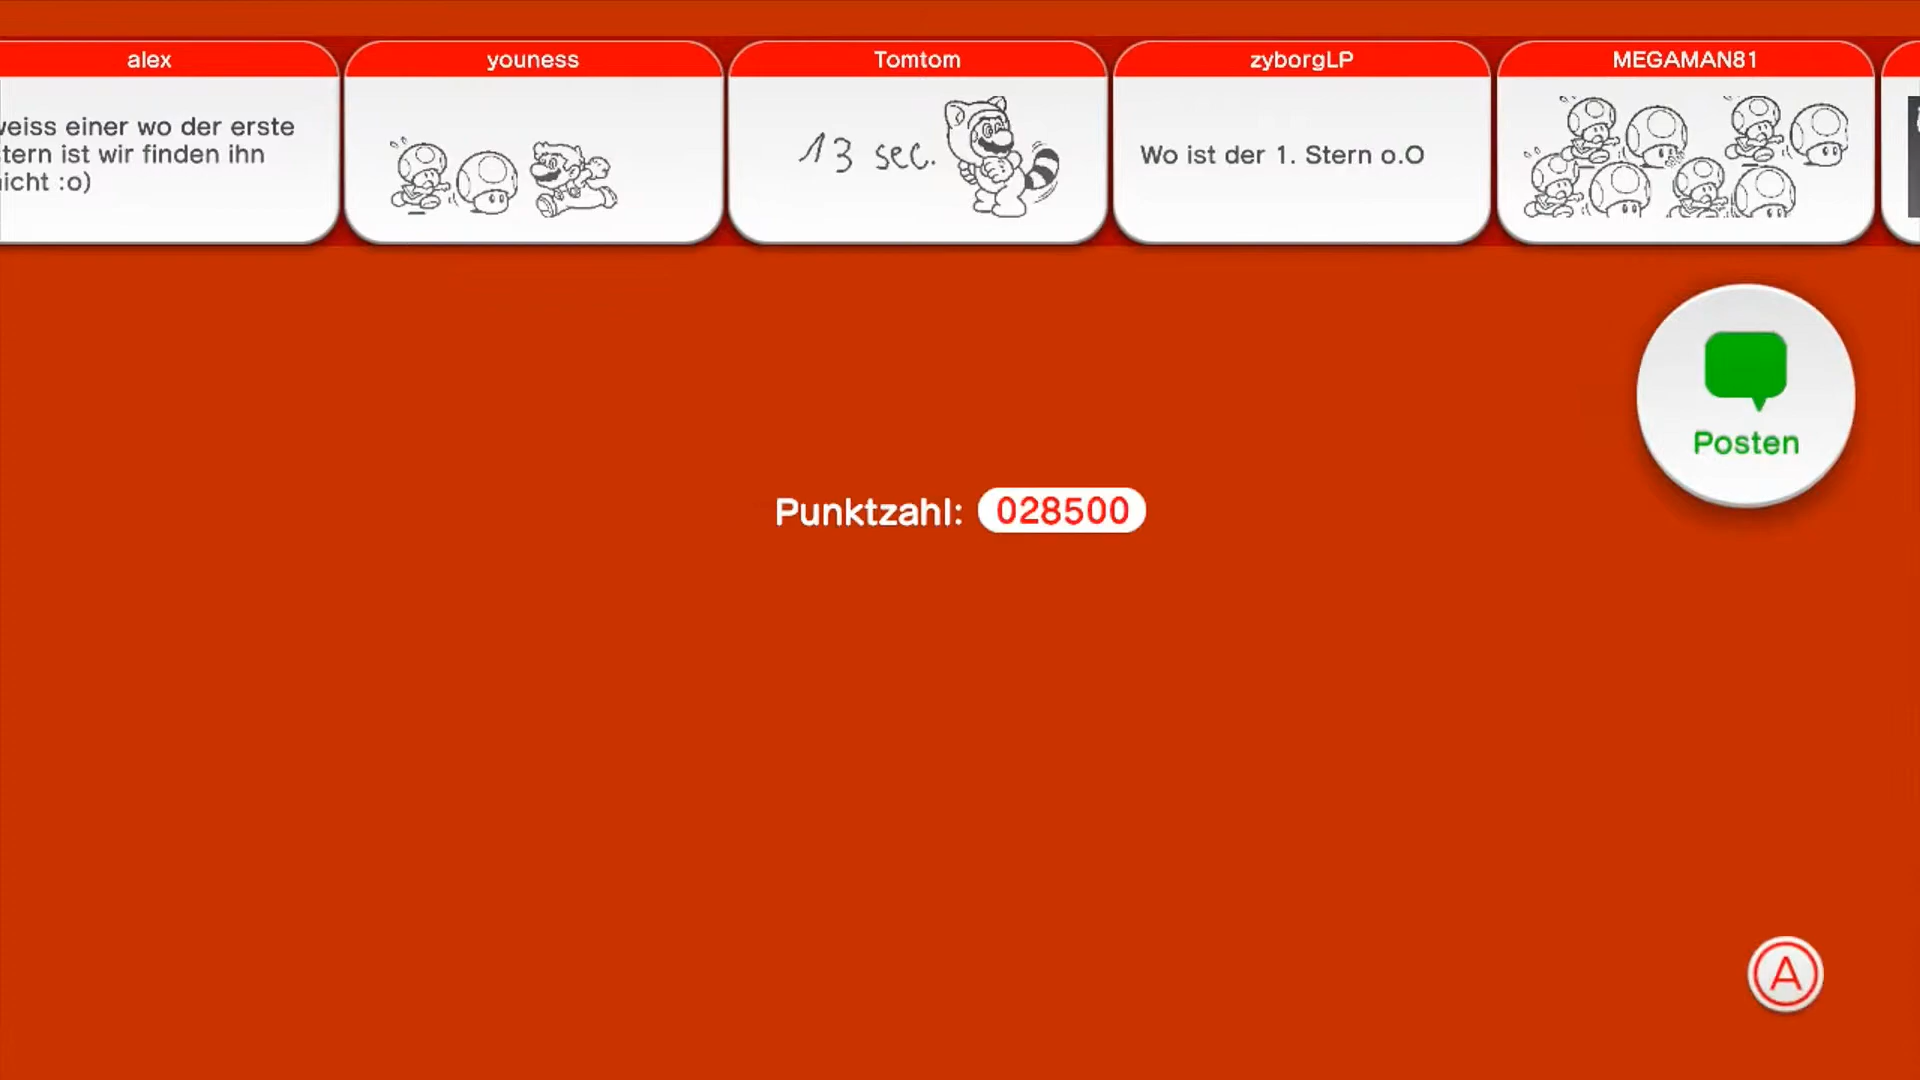 alex
weiss einer wo der erste
tern ist wir finden ihn
icht :o)
youness
Tomtom
13 sec.
zyborgLP
Wo ist der 1. Stern o.O
MEGAMAN81
Posten
Punktzahl: 028500
A